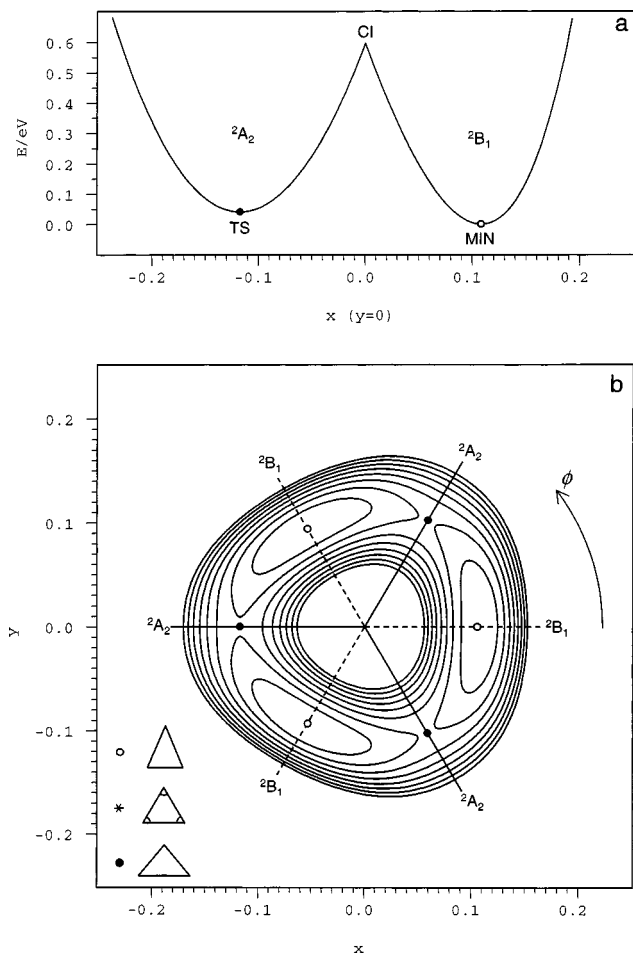 a
CI
0.6
0.5
0.4
0.3
0.2
0.1
0.0
E/eV
²A₂
²B₁
TS
MIN
-0.2
-0.1
0.0
0.1
0.2
x (y=0)
b
0.2
0.1
0.0
-0.1
-0.2
y
²B₁
²A₂
ϕ
²A₂
²B₁
²B₁
²A₂
-0.2
-0.1
0.0
0.1
0.2
x